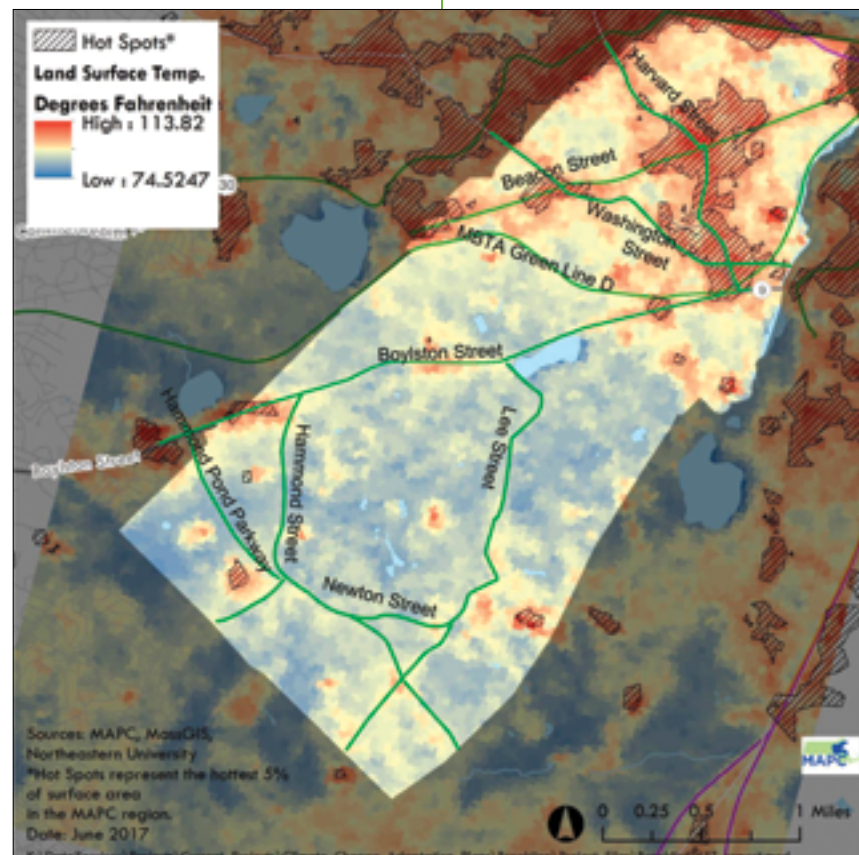 Hot Spots*
Land Surface Temp.
Degrees Fahrenheit
High : 113.82
Low : 74.5247
30
Harvard Street
Beacon Street
Washington
Street
MBTA Green Line D
9
Boylston Street
Lee Street
Hammond Pond Parkway
Hammond Street
Boylston Street
Newton Street
Sources: MAPC, MassGIS,
Northeastern University
*Hot Spots represent the hottest 5%
of surface area
in the MAPC region.
Date: June 2017
MAPC
0 0.25 0.5 1 Miles